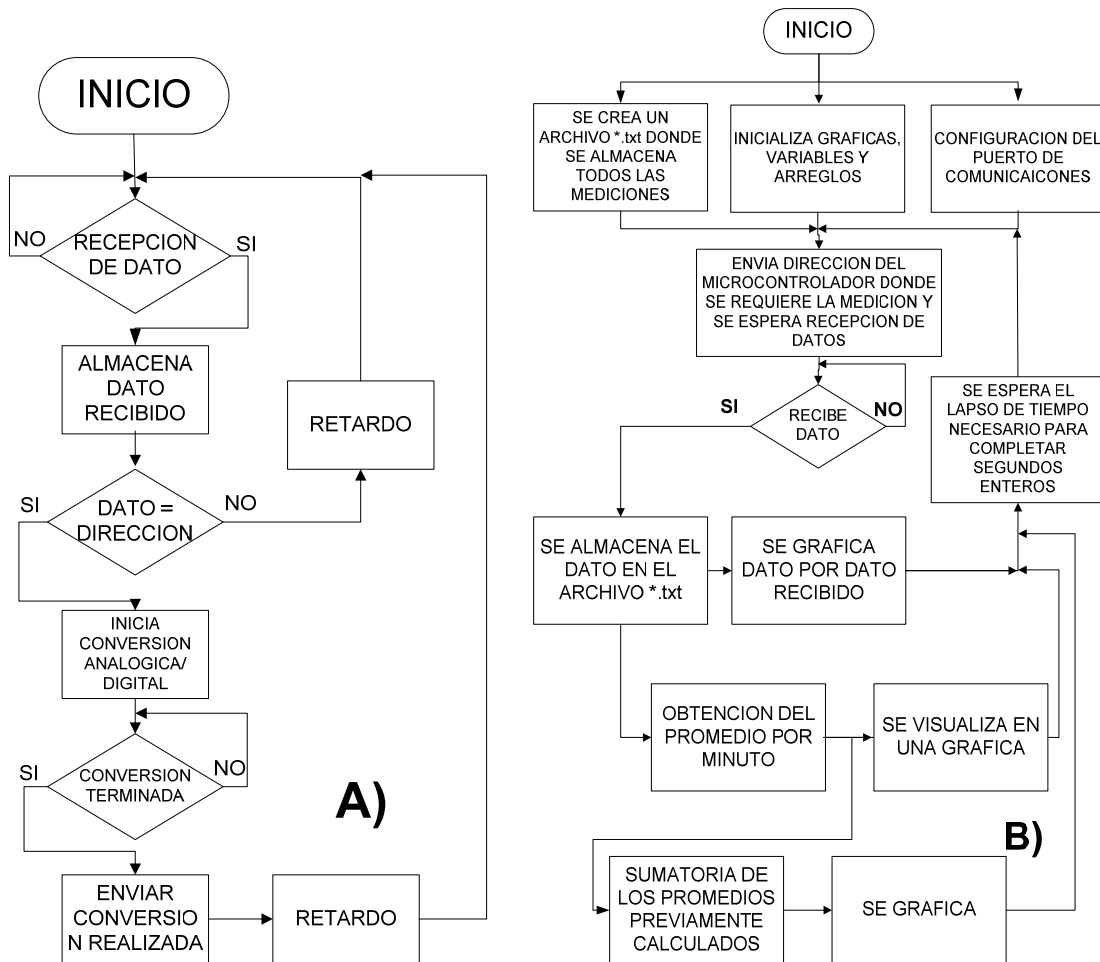 INICIO
NO
RECEPCION
DE DATO
SI
ALMACENA
DATO
RECIBIDO
RETARDO
SI
DATO =
DIRECCION
NO
INICIA
CONVERSION
ANALOGICA/
DIGITAL
SI
CONVERSION
TERMINADA
NO
A)
ENVIAR
CONVERSIO
N REALIZADA
RETARDO
INICIO
SE CREA UN
ARCHIVO *.txt DONDE
SE ALMACENA
TODOS LAS
MEDICIONES
INICIALIZA GRAFICAS,
VARIABLES Y
ARREGLOS
CONFIGURACION DEL
PUERTO DE
COMUNICAICONES
ENVIA DIRECCION DEL
MICROCONTROLADOR DONDE
SE REQUIERE LA MEDICION Y
SE ESPERA RECEPCION DE
DATOS
SI
RECIBE
DATO
NO
SE ESPERA EL
LAPSO DE TIEMPO
NECESARIO PARA
COMPLETAR
SEGUNDOS
ENTEROS
SE ALMACENA EL
DATO EN EL
ARCHIVO *.txt
SE GRAFICA
DATO POR DATO
RECIBIDO
OBTENCION DEL
PROMEDIO POR
MINUTO
SE VISUALIZA EN
UNA GRAFICA
B)
SUMATORIA DE
LOS PROMEDIOS
PREVIAMENTE
CALCULADOS
SE GRAFICA